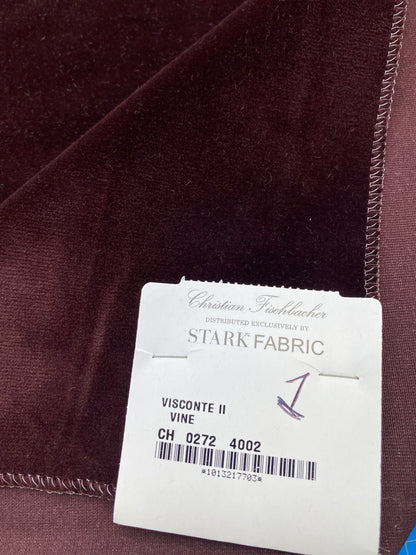 Christian Fischbacher
DISTRIBUTED EXCLUSIVELY BY
STARK FABRIC
1
VISCONTE II
VINE
CH 0272 4002
*1013217703*